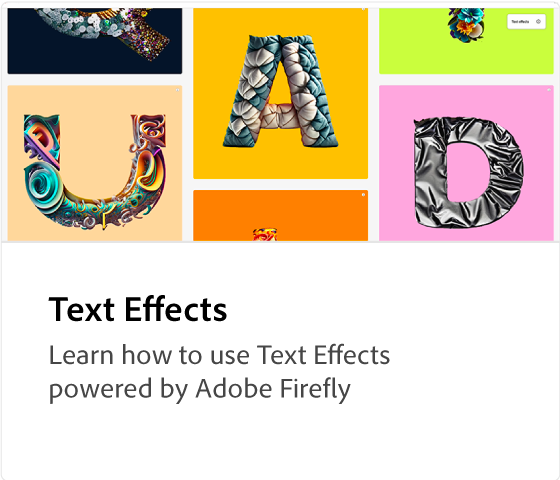 Text effects
U
A
D
Text Effects
Learn how to use Text Effects
powered by Adobe Firefly